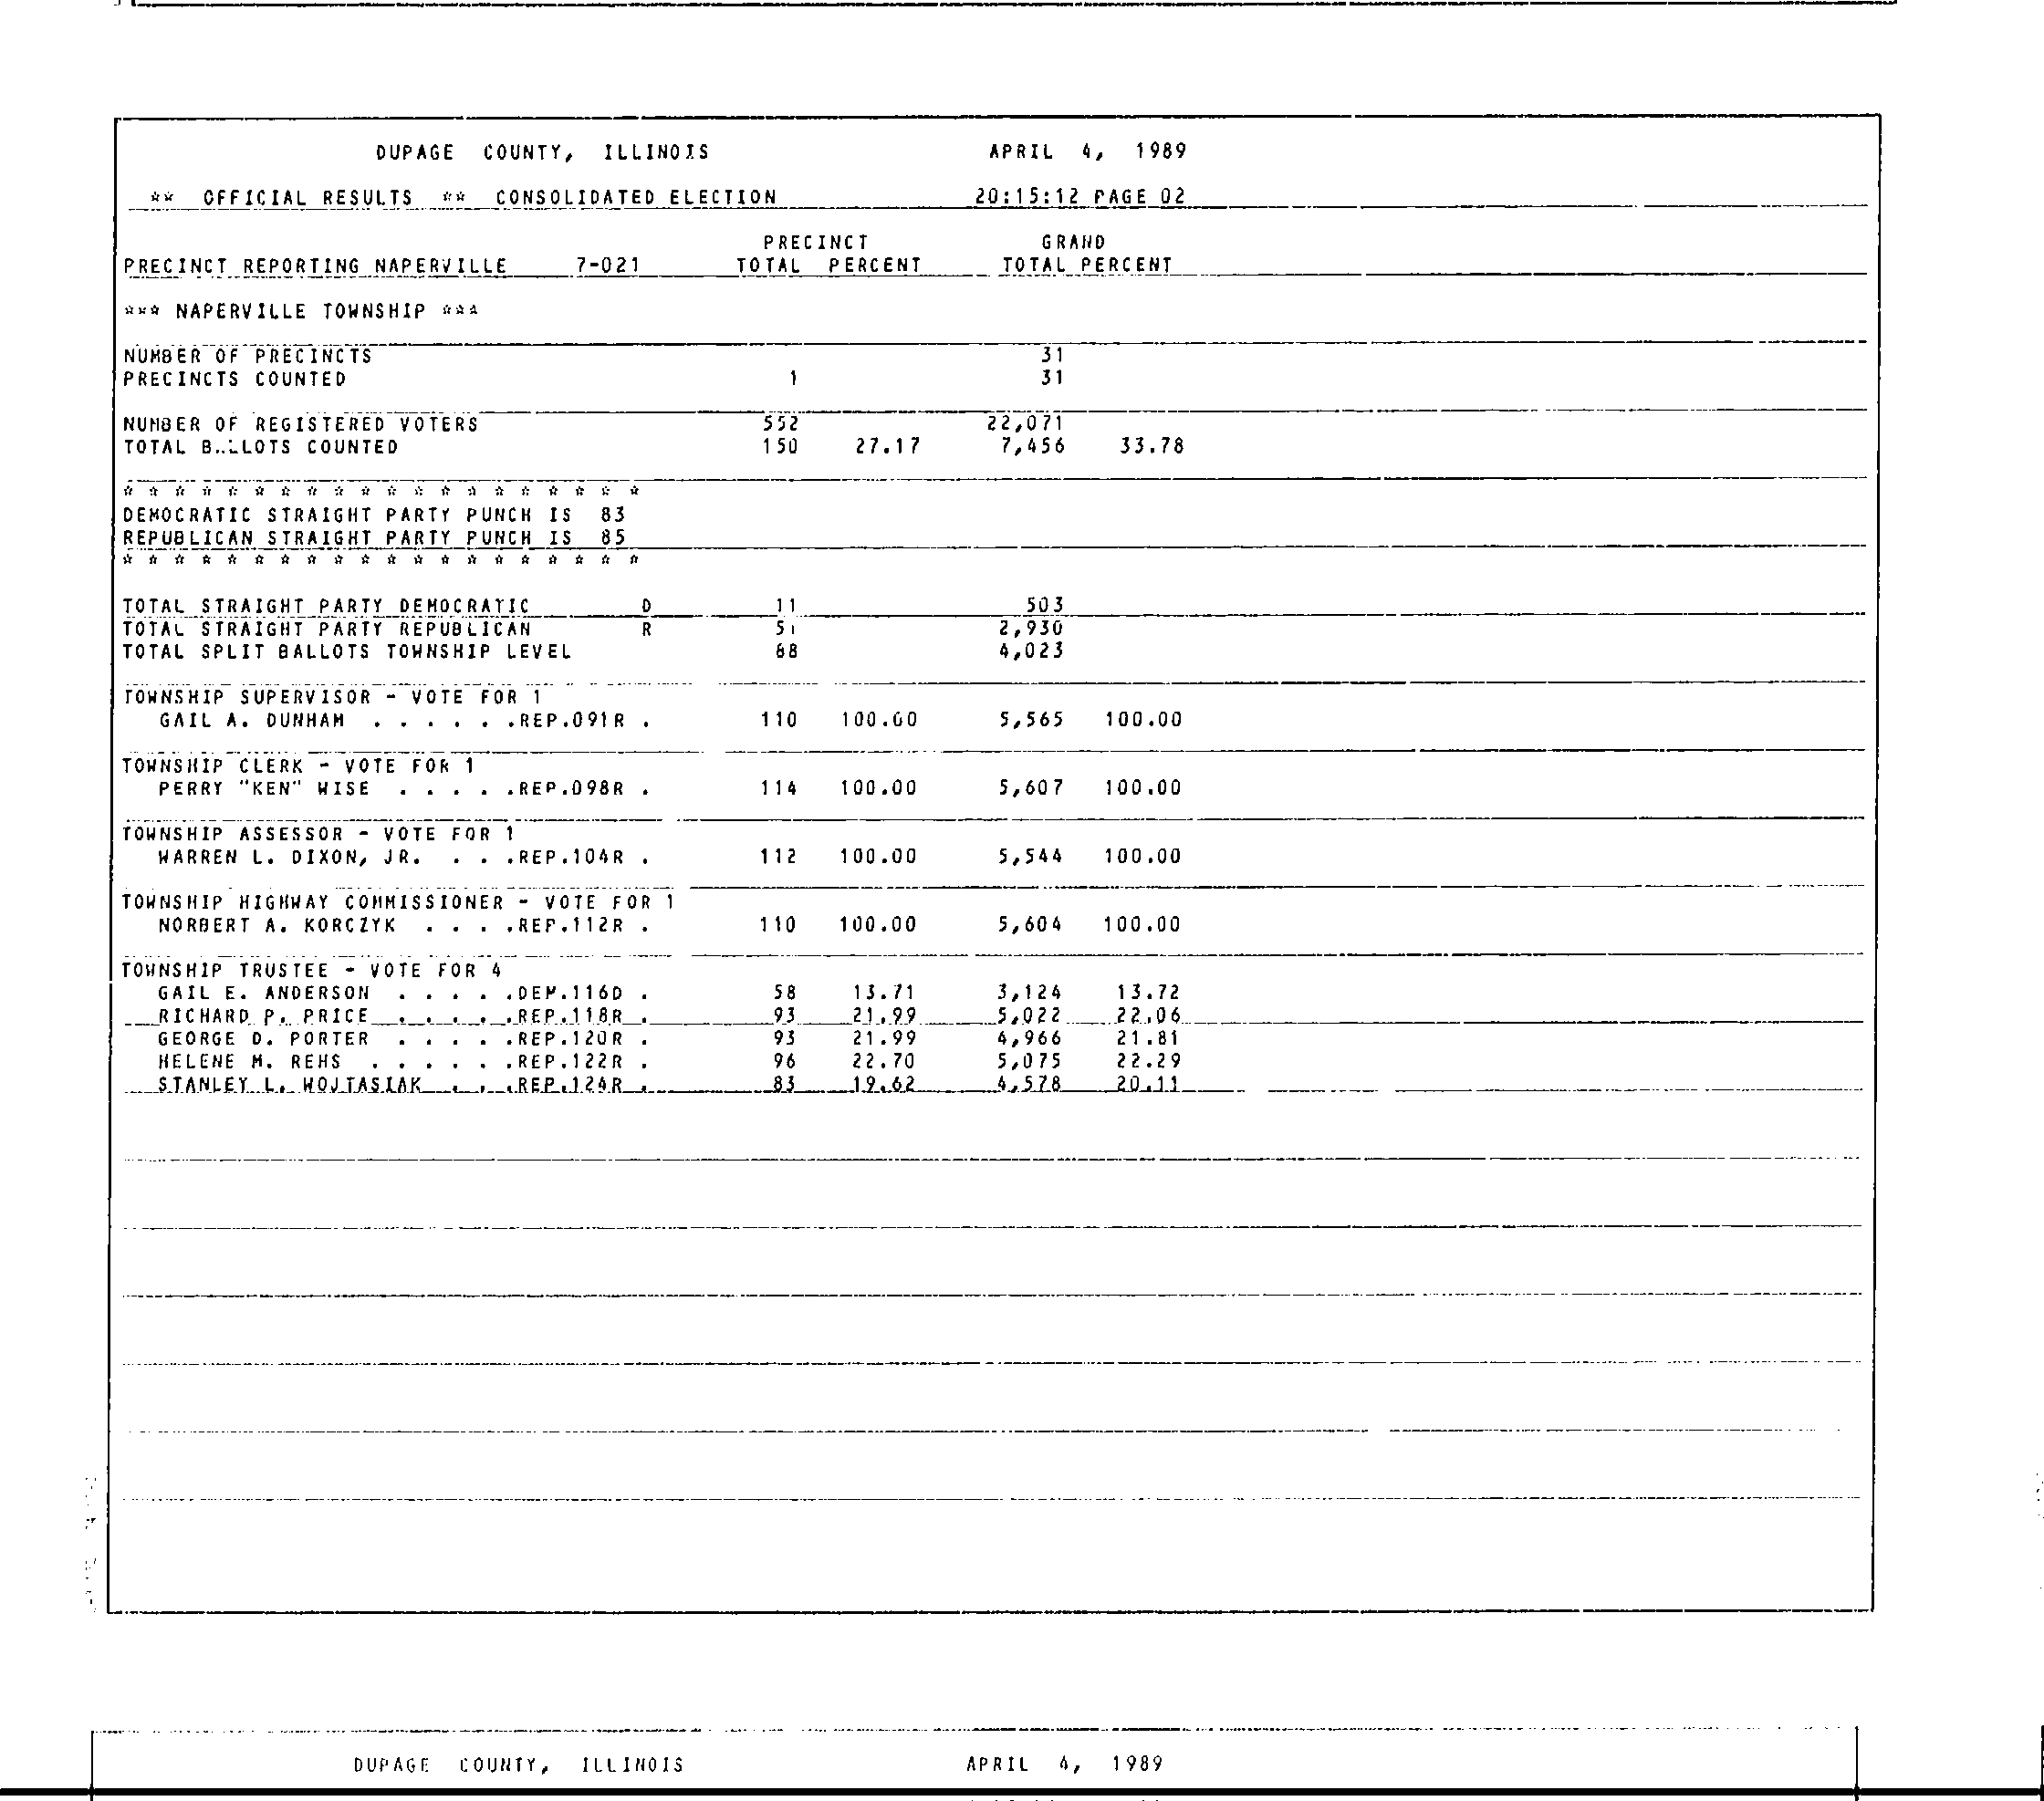 DUPAGE COUNTY, ILLINOIS APRIL 4, 1989
** OFFICIAL RESULTS ** CONSOLIDATED ELECTION 20:15:12 PAGE 02
PRECINCT GRAND
PRECINCT REPORTING NAPERVILLE 7-021 TOTAL PERCENT TOTAL PERCENT
*** NAPERVILLE TOWNSHIP ***
NUMBER OF PRECINCTS 31
PRECINCTS COUNTED 1 31
NUMBER OF REGISTERED VOTERS 552 22,071
TOTAL BALLOTS COUNTED 150 27.17 7,456 33.78
* * * * * * * * * * * * * * * * * * * *
DEMOCRATIC STRAIGHT PARTY PUNCH IS 83
REPUBLICAN STRAIGHT PARTY PUNCH IS 85
* * * * * * * * * * * * * * * * * * * *
TOTAL STRAIGHT PARTY DEMOCRATIC D 11 503
TOTAL STRAIGHT PARTY REPUBLICAN R 51 2,930
TOTAL SPLIT BALLOTS TOWNSHIP LEVEL 88 4,023
TOWNSHIP SUPERVISOR - VOTE FOR 1
GAIL A. DUNHAM . . . . . .REP.091R . 110 100.00 5,565 100.00
TOWNSHIP CLERK - VOTE FOR 1
PERRY "KEN" WISE . . . . .REP.098R . 114 100.00 5,607 100.00
TOWNSHIP ASSESSOR - VOTE FOR 1
WARREN L. DIXON, JR. . . .REP.104R . 112 100.00 5,544 100.00
TOWNSHIP HIGHWAY COMMISSIONER - VOTE FOR 1
NORBERT A. KORCZYK . . . .REP.112R . 110 100.00 5,604 100.00
TOWNSHIP TRUSTEE - VOTE FOR 4
GAIL E. ANDERSON . . . . .DEM.116D . 58 13.71 3,124 13.72
RICHARD P. PRICE . . . . .REP.118R . 93 21.99 5,022 22.06
GEORGE D. PORTER . . . . .REP.120R . 93 21.99 4,966 21.81
HELENE M. REHS . . . . . .REP.122R . 96 22.70 5,075 22.29
STANLEY L. WOJTASIAK . . .REP.124R . 83 19.62 4,578 20.11
DUPAGE COUNTY, ILLINOIS APRIL 4, 1989